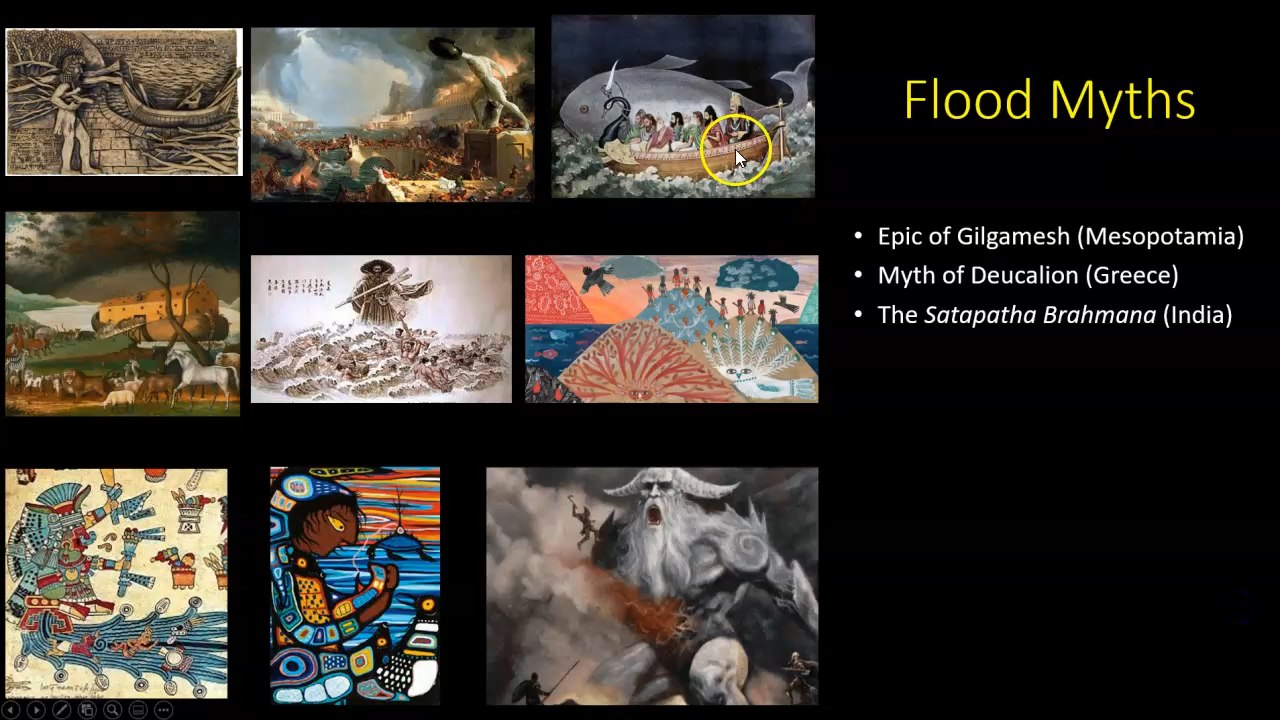 Flood Myths
• Epic of Gilgamesh (Mesopotamia)
• Myth of Deucalion (Greece)
• The Satapatha Brahmana (India)